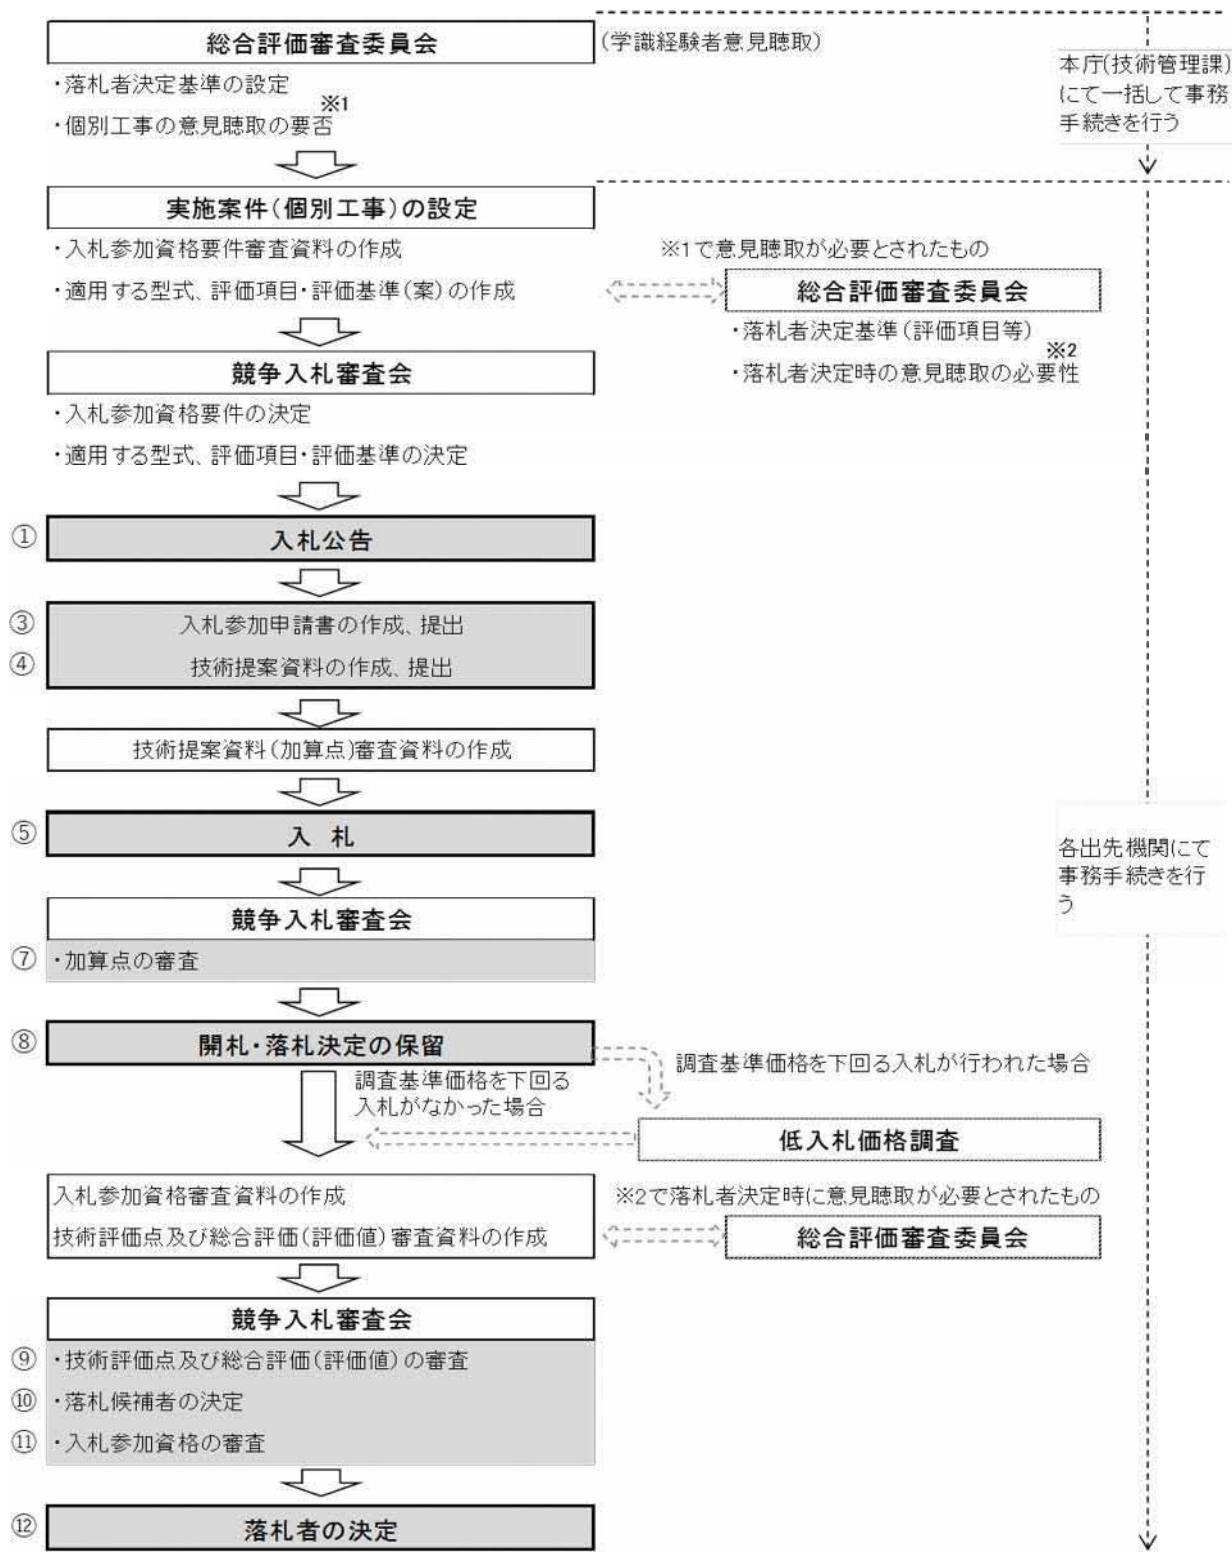 総合評価審査委員会
(学識経験者意見聴取)
・落札者決定基準の設定
※1
・個別工事の意見聴取の要否
本庁(技術管理課)
にて一括して事務
手続きを行う
実施案件(個別工事)の設定
・入札参加資格要件審査資料の作成
・適用する型式、評価項目・評価基準(案)の作成
※1で意見聴取が必要とされたもの
総合評価審査委員会
・落札者決定基準(評価項目等)
※2
・落札者決定時の意見聴取の必要性
競争入札審査会
・入札参加資格要件の決定
・適用する型式、評価項目・評価基準の決定
① 入札公告
③ 入札参加申請書の作成、提出
④ 技術提案資料の作成、提出
技術提案資料(加算点)審査資料の作成
⑤ 入 札
各出先機関にて
事務手続きを行
う
競争入札審査会
⑦ ・加算点の審査
⑧ 開札・落札決定の保留
調査基準価格を下回る入札が行われた場合
調査基準価格を下回る
入札がなかった場合
低入札価格調査
入札参加資格審査資料の作成
技術評価点及び総合評価(評価値)審査資料の作成
※2で落札者決定時に意見聴取が必要とされたもの
総合評価審査委員会
競争入札審査会
⑨ ・技術評価点及び総合評価(評価値)の審査
⑩ ・落札候補者の決定
⑪ ・入札参加資格の審査
⑫ 落札者の決定